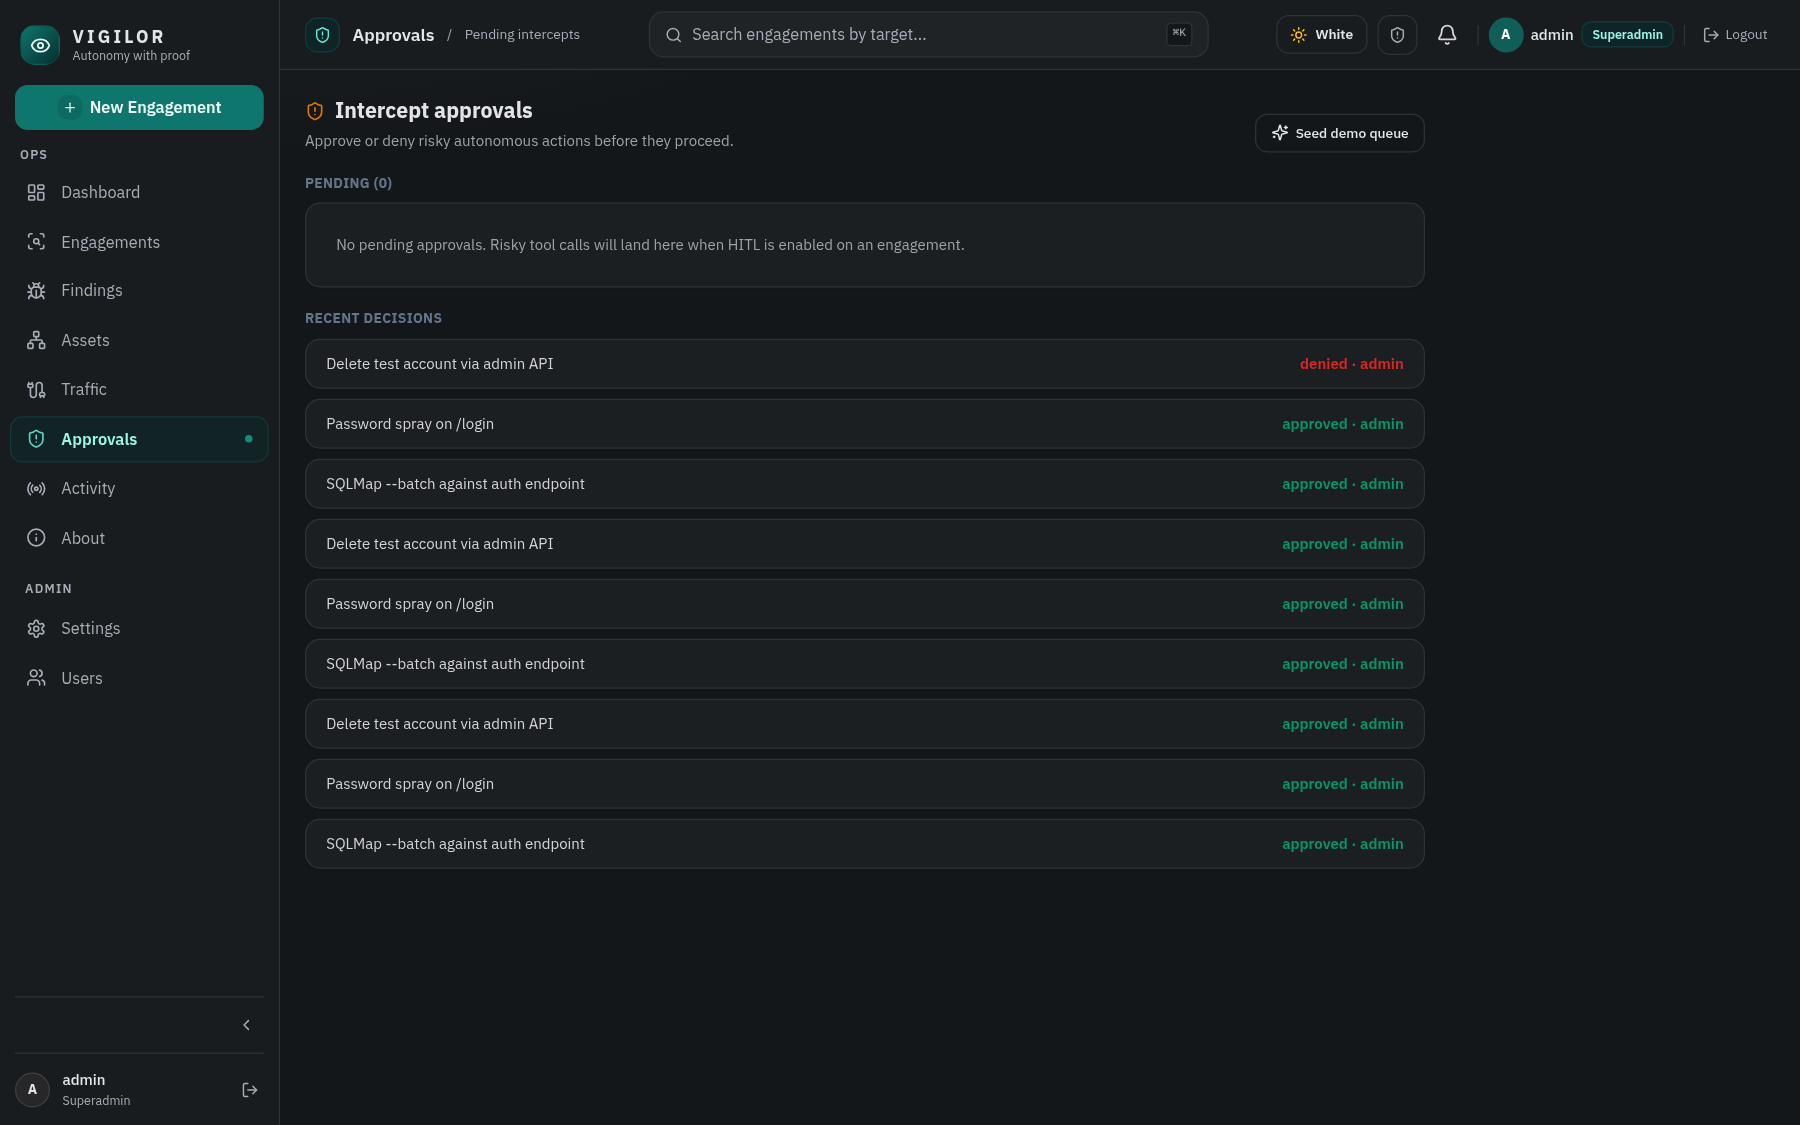 VIGILOR
Autonomy with proof
New Engagement
OPS
Dashboard
Engagements
Findings
Assets
Traffic
Approvals
Activity
About
ADMIN
Settings
Users
A
admin
Superadmin
Approvals / Pending intercepts
Search engagements by target...
⌘K
White
A admin Superadmin
Logout
Intercept approvals
Approve or deny risky autonomous actions before they proceed.
Seed demo queue
PENDING (0)
No pending approvals. Risky tool calls will land here when HITL is enabled on an engagement.
RECENT DECISIONS
Delete test account via admin API denied · admin
Password spray on /login approved · admin
SQLMap --batch against auth endpoint approved · admin
Delete test account via admin API approved · admin
Password spray on /login approved · admin
SQLMap --batch against auth endpoint approved · admin
Delete test account via admin API approved · admin
Password spray on /login approved · admin
SQLMap --batch against auth endpoint approved · admin